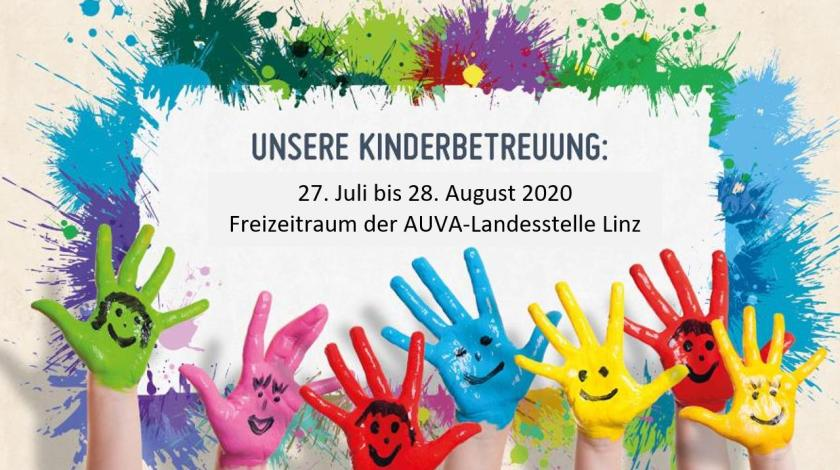 UNSERE KINDERBETREUUNG:
27. Juli bis 28. August 2020
Freizeitraum der AUVA-Landesstelle Linz